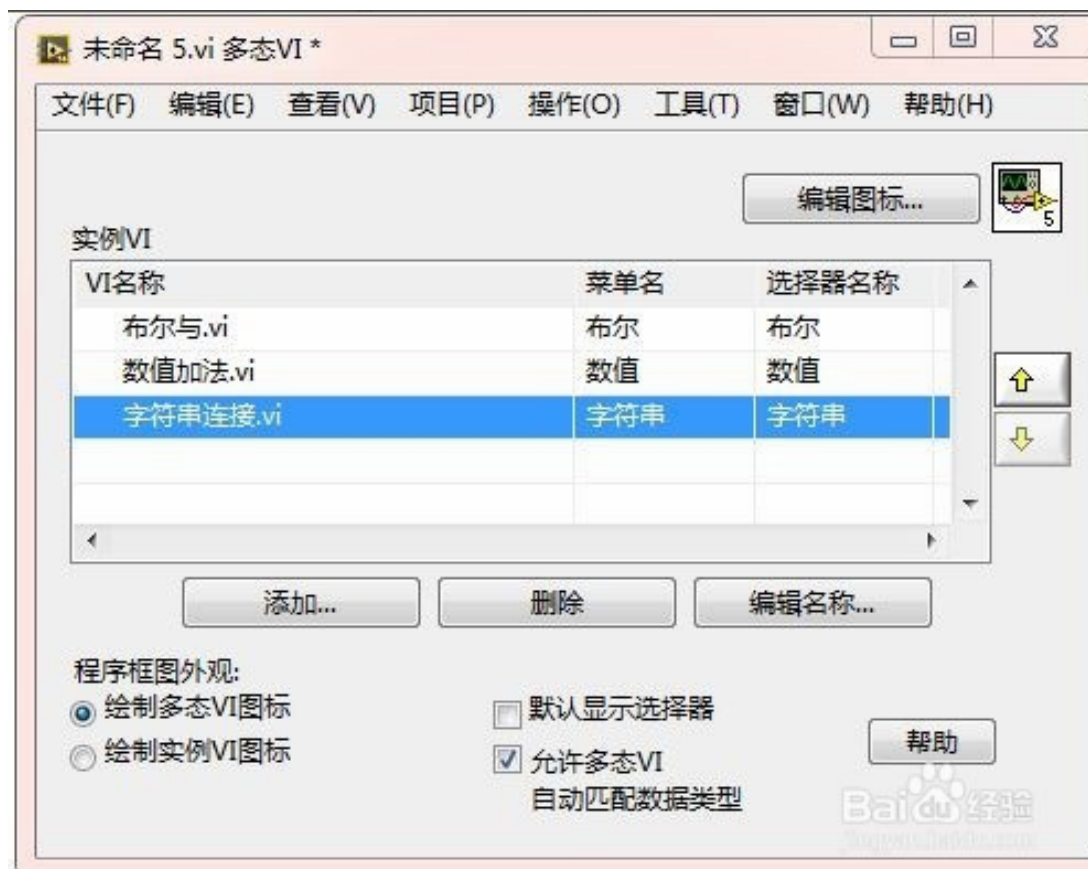 未命名 5.vi 多态VI *
文件(F) 编辑(E) 查看(V) 项目(P) 操作(O) 工具(T) 窗口(W) 帮助(H)
编辑图标...
5
实例VI
VI名称 菜单名 选择器名称
布尔与.vi 布尔 布尔
数值加法.vi 数值 数值
字符串连接.vi 字符串 字符串
添加... 删除 编辑名称...
程序框图外观:
绘制多态VI图标 默认显示选择器
绘制实例VI图标 允许多态VI
自动匹配数据类型
帮助
Baidu 经验